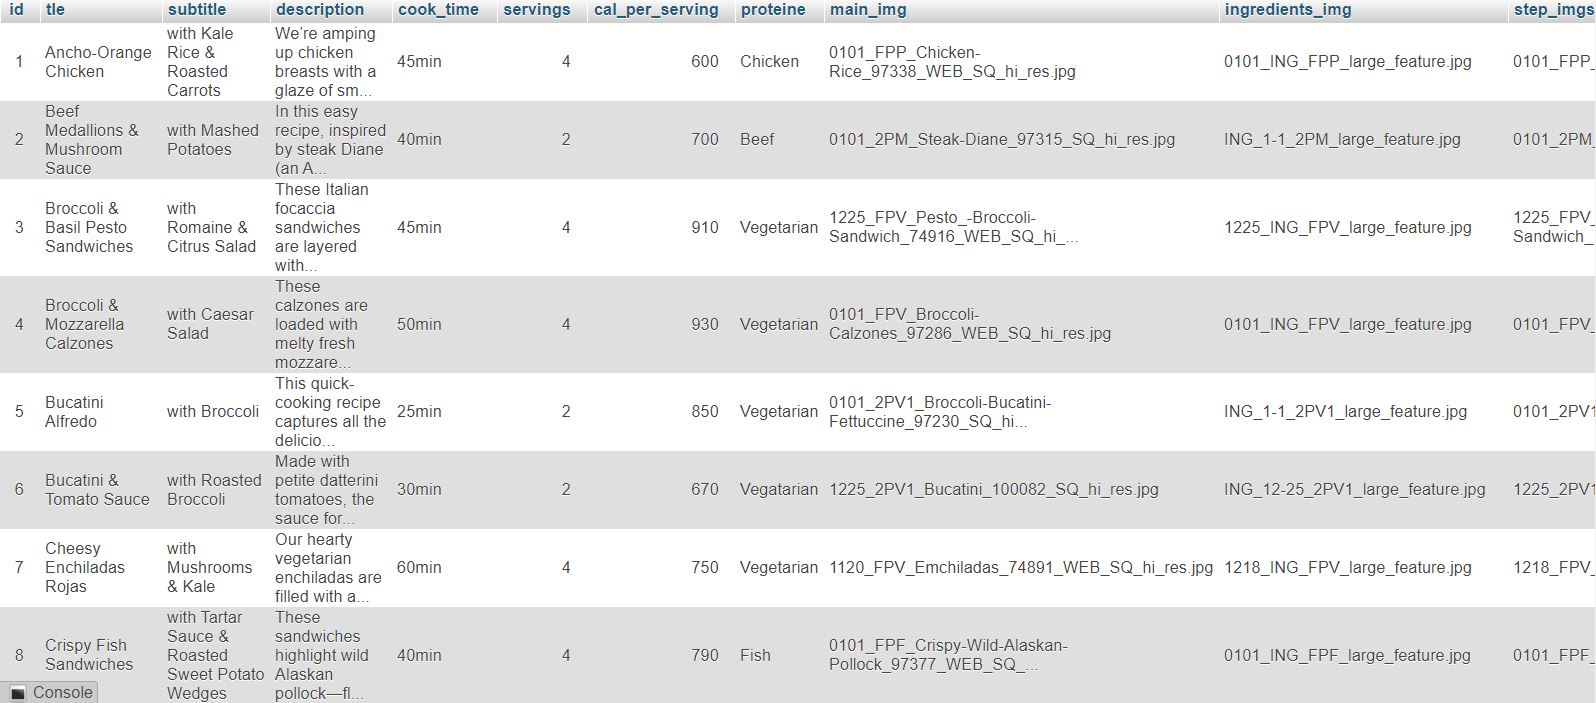 id tle subtitle description cook_time servings cal_per_serving proteine main_img ingredients_img step_imgs
1 Ancho-Orange Chicken with Kale Rice & Roasted Carrots We're amping up chicken breasts with a glaze of sm... 45min 4 600 Chicken 0101_FPP_Chicken-Rice_97338_WEB_SQ_hi_res.jpg 0101_ING_FPP_large_feature.jpg 0101_FPP_
2 Beef Medallions & Mushroom Sauce with Mashed Potatoes In this easy recipe, inspired by steak Diane (an A... 40min 2 700 Beef 0101_2PM_Steak-Diane_97315_SQ_hi_res.jpg ING_1-1_2PM_large_feature.jpg 0101_2PM_
3 Broccoli & Basil Pesto Sandwiches with Romaine & Citrus Salad These Italian focaccia sandwiches are layered with... 45min 4 910 Vegetarian 1225_FPV_Pesto_-Broccoli-Sandwich_74916_WEB_SQ_hi_... 1225_ING_FPV_large_feature.jpg 1225_FPV_ Sandwich_
4 Broccoli & Mozzarella Calzones with Caesar Salad These calzones are loaded with melty fresh mozzare... 50min 4 930 Vegetarian 0101_FPV_Broccoli-Calzones_97286_WEB_SQ_hi_res.jpg 0101_ING_FPV_large_feature.jpg 0101_FPV_
5 Bucatini Alfredo with Broccoli This quick-cooking recipe captures all the delicio... 25min 2 850 Vegetarian 0101_2PV1_Broccoli-Bucatini-Fettuccine_97230_SQ_hi... ING_1-1_2PV1_large_feature.jpg 0101_2PV1
6 Bucatini & Tomato Sauce with Roasted Broccoli Made with petite datterini tomatoes, the sauce for... 30min 2 670 Vegatarian 1225_2PV1_Bucatini_100082_SQ_hi_res.jpg ING_12-25_2PV1_large_feature.jpg 1225_2PV1
7 Cheesy Enchiladas Rojas with Mushrooms & Kale Our hearty vegetarian enchiladas are filled with a... 60min 4 750 Vegetarian 1120_FPV_Emchiladas_74891_WEB_SQ_hi_res.jpg 1218_ING_FPV_large_feature.jpg 1218_FPV_
8 Crispy Fish Sandwiches with Tartar Sauce & Roasted Sweet Potato Wedges These sandwiches highlight wild Alaskan pollock—fl... 40min 4 790 Fish 0101_FPF_Crispy-Wild-Alaskan-Pollock_97377_WEB_SQ_... 0101_ING_FPF_large_feature.jpg 0101_FPF_
Console